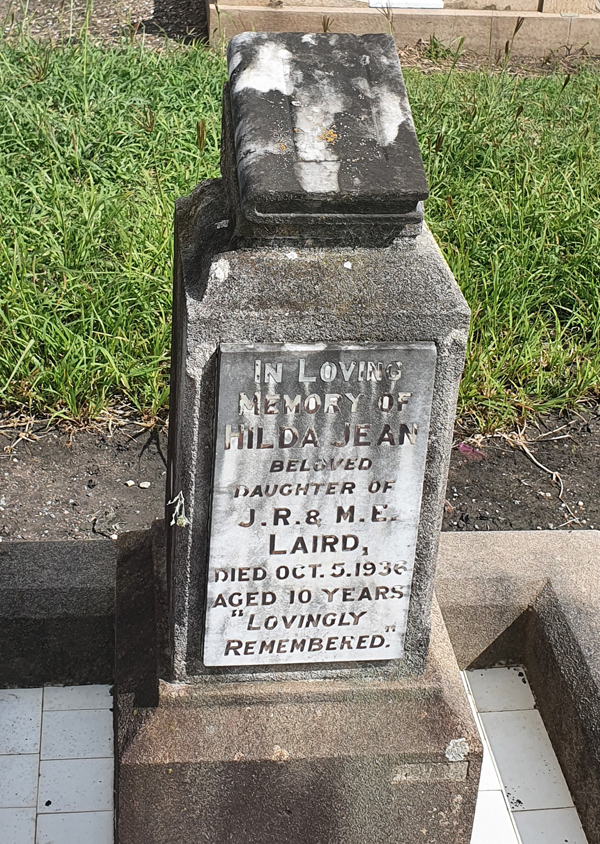 IN LOVING
MEMORY OF
HILDA JEAN
BELOVED
DAUGHTER OF
J.R. & M.E.
LAIRD,
DIED OCT. 5. 1936
AGED 10 YEARS
"LOVINGLY
REMEMBERED."